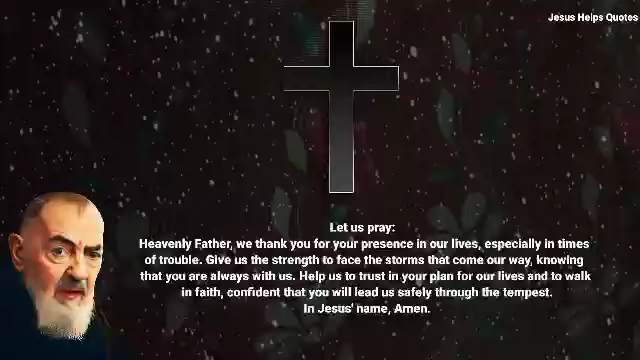 Jesus Helps Quotes
Let us pray:
Heavenly Father, we thank you for your presence in our lives, especially in times
of trouble. Give us the strength to face the storms that come our way, knowing
that you are always with us. Help us to trust in your plan for our lives and to walk
in faith, confident that you will lead us safely through the tempest.
In Jesus' name, Amen.